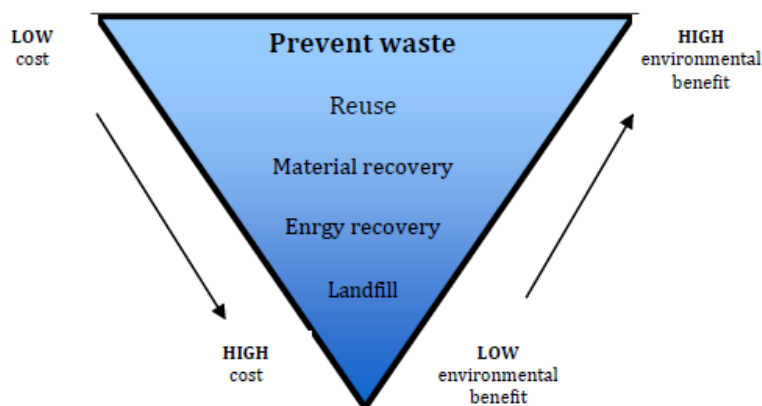 LOW
cost
Prevent waste
HIGH
environmental
benefit
Reuse
Material recovery
Enrgy recovery
Landfill
HIGH
cost
LOW
environmental
benefit